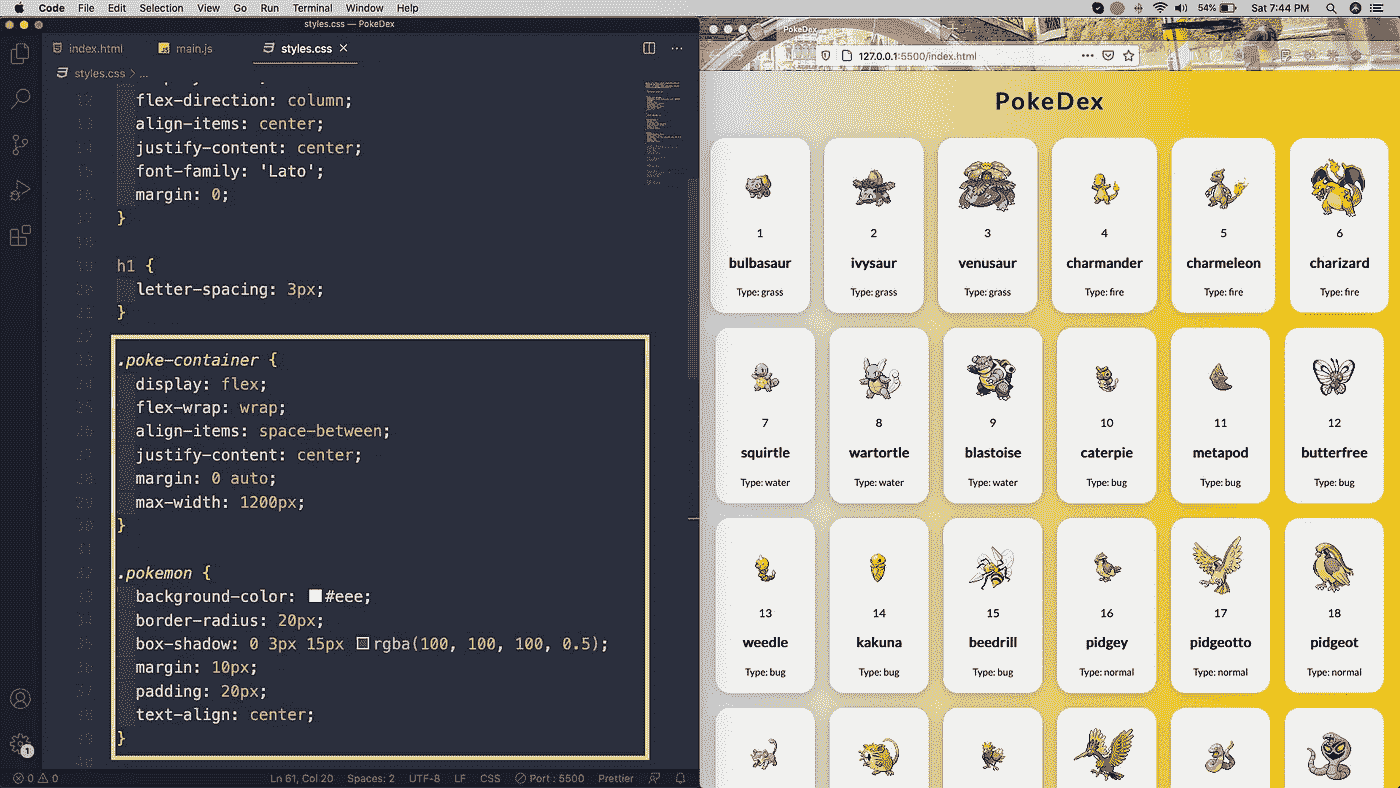 Code File Edit Selection View Go Run Terminal Window Help
54% Sat 7:44 PM
styles.css — PokeDex
index.html main.js styles.css
styles.css > ...
flex-direction: column;
align-items: center;
justify-content: center;
font-family: 'Lato';
margin: 0;
}
h1 {
letter-spacing: 3px;
}
.poke-container {
display: flex;
flex-wrap: wrap;
align-items: space-between;
justify-content: center;
margin: 0 auto;
max-width: 1200px;
}
.pokemon {
background-color: #eee;
border-radius: 20px;
box-shadow: 0 3px 15px rgba(100, 100, 100, 0.5);
margin: 10px;
padding: 20px;
text-align: center;
}
1
0 0 Ln 61, Col 20 Spaces: 2 UTF-8 LF CSS Port : 5500 Prettier
PokeDex
127.0.0.1:5500/index.html
PokeDex
1 2 3 4 5 6
bulbasaur ivysaur venusaur charmander charmeleon charizard
Type: grass Type: grass Type: grass Type: fire Type: fire Type: fire
7 8 9 10 11 12
squirtle wartortle blastoise caterpie metapod butterfree
Type: water Type: water Type: water Type: bug Type: bug Type: bug
13 14 15 16 17 18
weedle kakuna beedrill pidgey pidgeotto pidgeot
Type: bug Type: bug Type: bug Type: normal Type: normal Type: normal